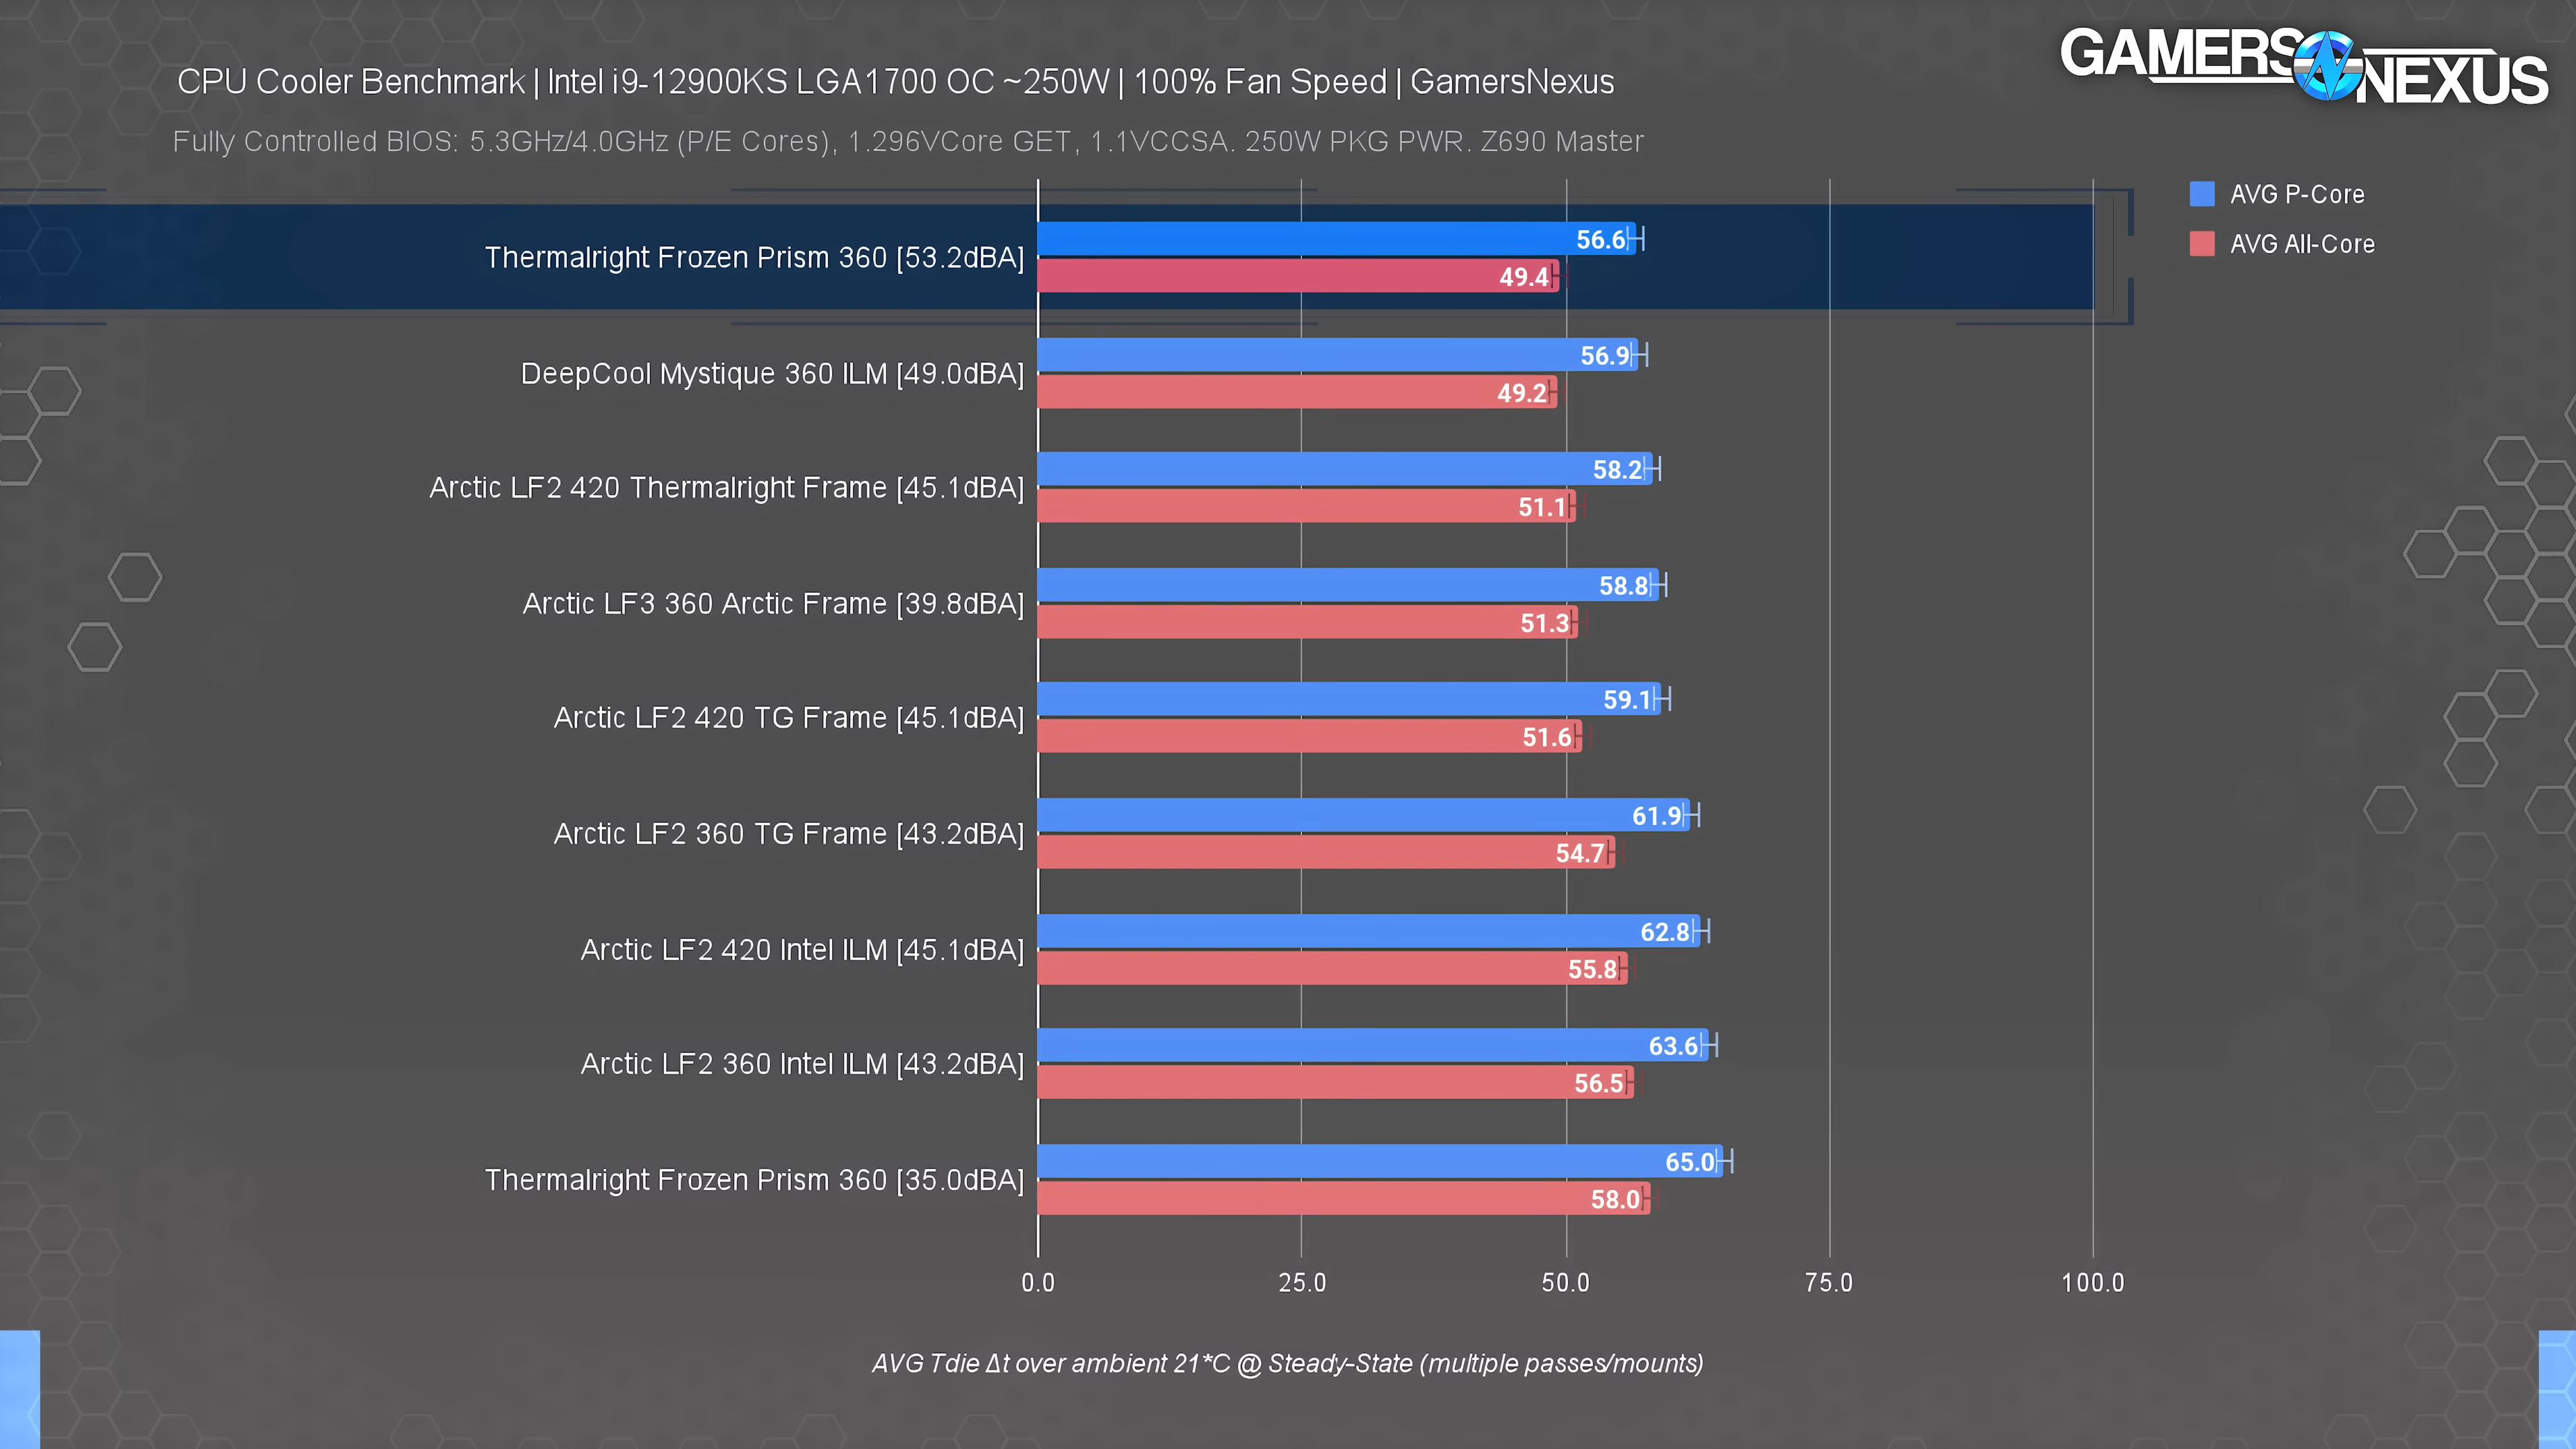 GAMERS NEXUS
CPU Cooler Benchmark | Intel i9-12900KS LGA1700 OC ~250W | 100% Fan Speed | GamersNexus
Fully Controlled BIOS: 5.3GHz/4.0GHz (P/E Cores), 1.296VCore GET, 1.1VCCSA. 250W PKG PWR. Z690 Master
AVG P-Core
AVG All-Core
Thermalright Frozen Prism 360 [53.2dBA]
56.6
49.4
DeepCool Mystique 360 ILM [49.0dBA]
56.9
49.2
Arctic LF2 420 Thermalright Frame [45.1dBA]
58.2
51.1
Arctic LF3 360 Arctic Frame [39.8dBA]
58.8
51.3
Arctic LF2 420 TG Frame [45.1dBA]
59.1
51.6
Arctic LF2 360 TG Frame [43.2dBA]
61.9
54.7
Arctic LF2 420 Intel ILM [45.1dBA]
62.8
55.8
Arctic LF2 360 Intel ILM [43.2dBA]
63.6
56.5
Thermalright Frozen Prism 360 [35.0dBA]
65.0
58.0
0.0 25.0 50.0 75.0 100.0
AVG Tdie Δt over ambient 21*C @ Steady-State (multiple passes/mounts)